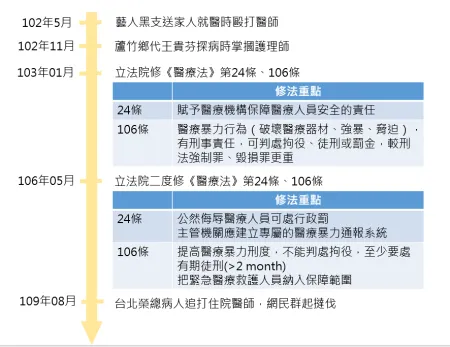 102年5月 藝人黑支送家人就醫時毆打醫師
102年11月 蘆竹鄉代王貴芬探病時掌摑護理師
103年01月 立法院修《醫療法》第24條、106條
修法重點
24條 賦予醫療機構保障醫療人員安全的責任
106條 醫療暴力行為（破壞醫療器材、強暴、脅迫），
有刑事責任，可判處拘役、徒刑或罰金，較刑
法強制罪、毀損罪更重
106年05月 立法院二度修《醫療法》第24條、106條
修法重點
24條 公然侮辱醫療人員可處行政罰
主管機關應建立專屬的醫療暴力通報系統
106條 提高醫療暴力刑度，不能判處拘役，至少要處
有期徒刑(>2 month)
把緊急醫療救護人員納入保障範圍
109年08月 台北榮總病人追打住院醫師，網民群起撻伐